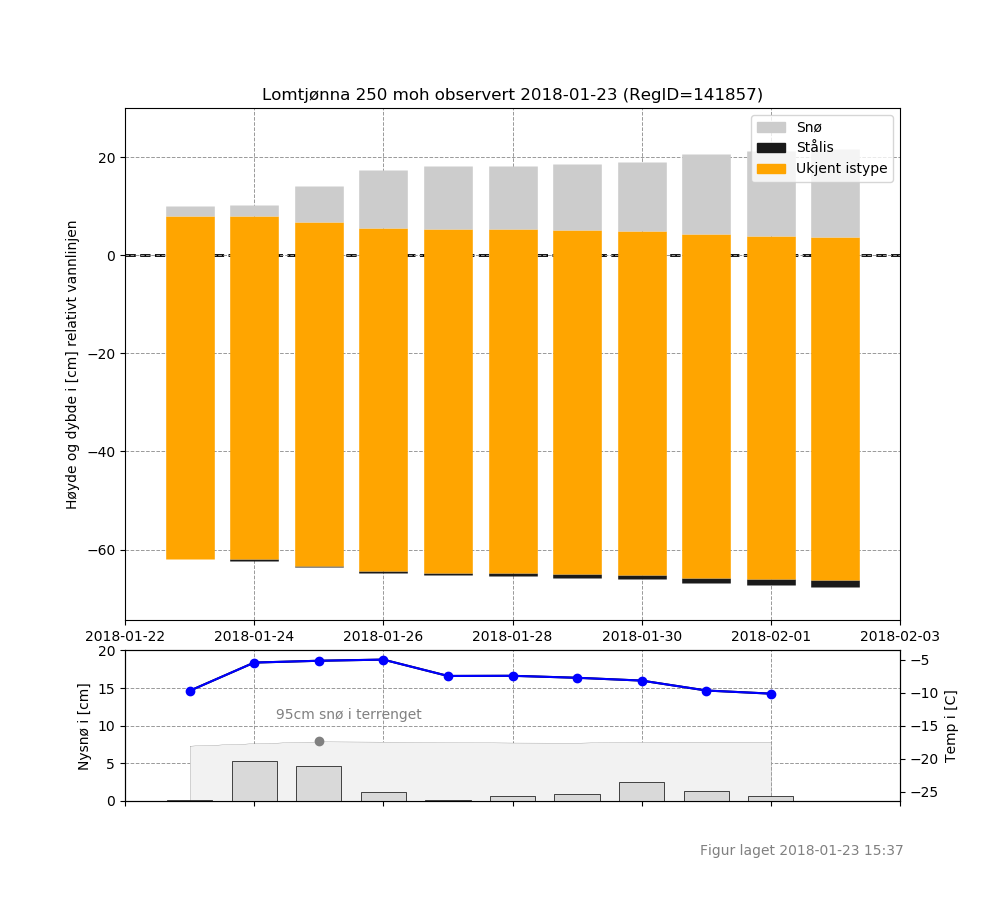 Lomtjønna 250 moh observert 2018-01-23 (RegID=141857)
Snø
Stålis
Ukjent istype
Høyde og dybde i [cm] relativt vannlinjen
20
0
−20
−40
−60
2018-01-22 2018-01-24 2018-01-26 2018-01-28 2018-01-30 2018-02-01 2018-02-03
Nysnø i [cm]
20
15
10
5
0
95cm snø i terrenget
−5
−10
−15
−20
−25
Temp i [C]
Figur laget 2018-01-23 15:37